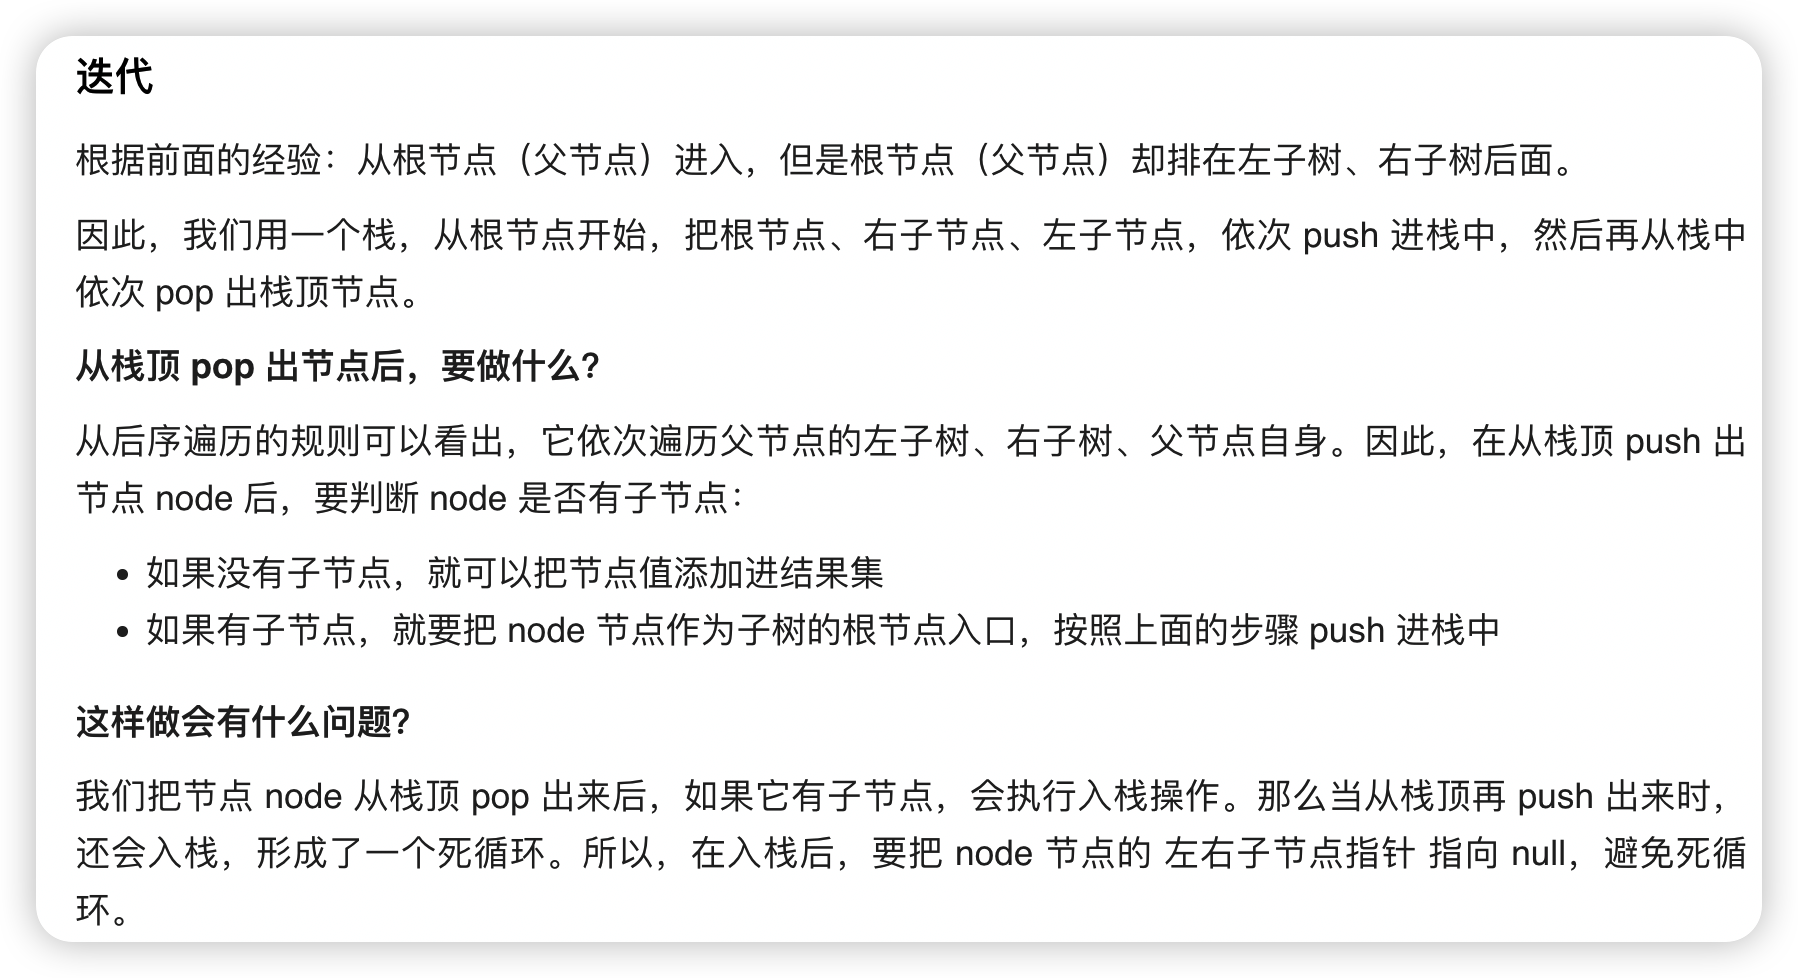 迭代
根据前面的经验：从根节点（父节点）进入，但是根节点（父节点）却排在左子树、右子树后面。
因此，我们用一个栈，从根节点开始，把根节点、右子节点、左子节点，依次 push 进栈中，然后再从栈中
依次 pop 出栈顶节点。
从栈顶 pop 出节点后，要做什么?
从后序遍历的规则可以看出，它依次遍历父节点的左子树、右子树、父节点自身。因此，在从栈顶 push 出
节点 node 后，要判断 node 是否有子节点：
• 如果没有子节点，就可以把节点值添加进结果集
• 如果有子节点，就要把 node 节点作为子树的根节点入口，按照上面的步骤 push 进栈中
这样做会有什么问题?
我们把节点 node 从栈顶 pop 出来后，如果它有子节点，会执行入栈操作。那么当从栈顶再 push 出来时，
还会入栈，形成了一个死循环。所以，在入栈后，要把 node 节点的 左右子节点指针 指向 null，避免死循
环。